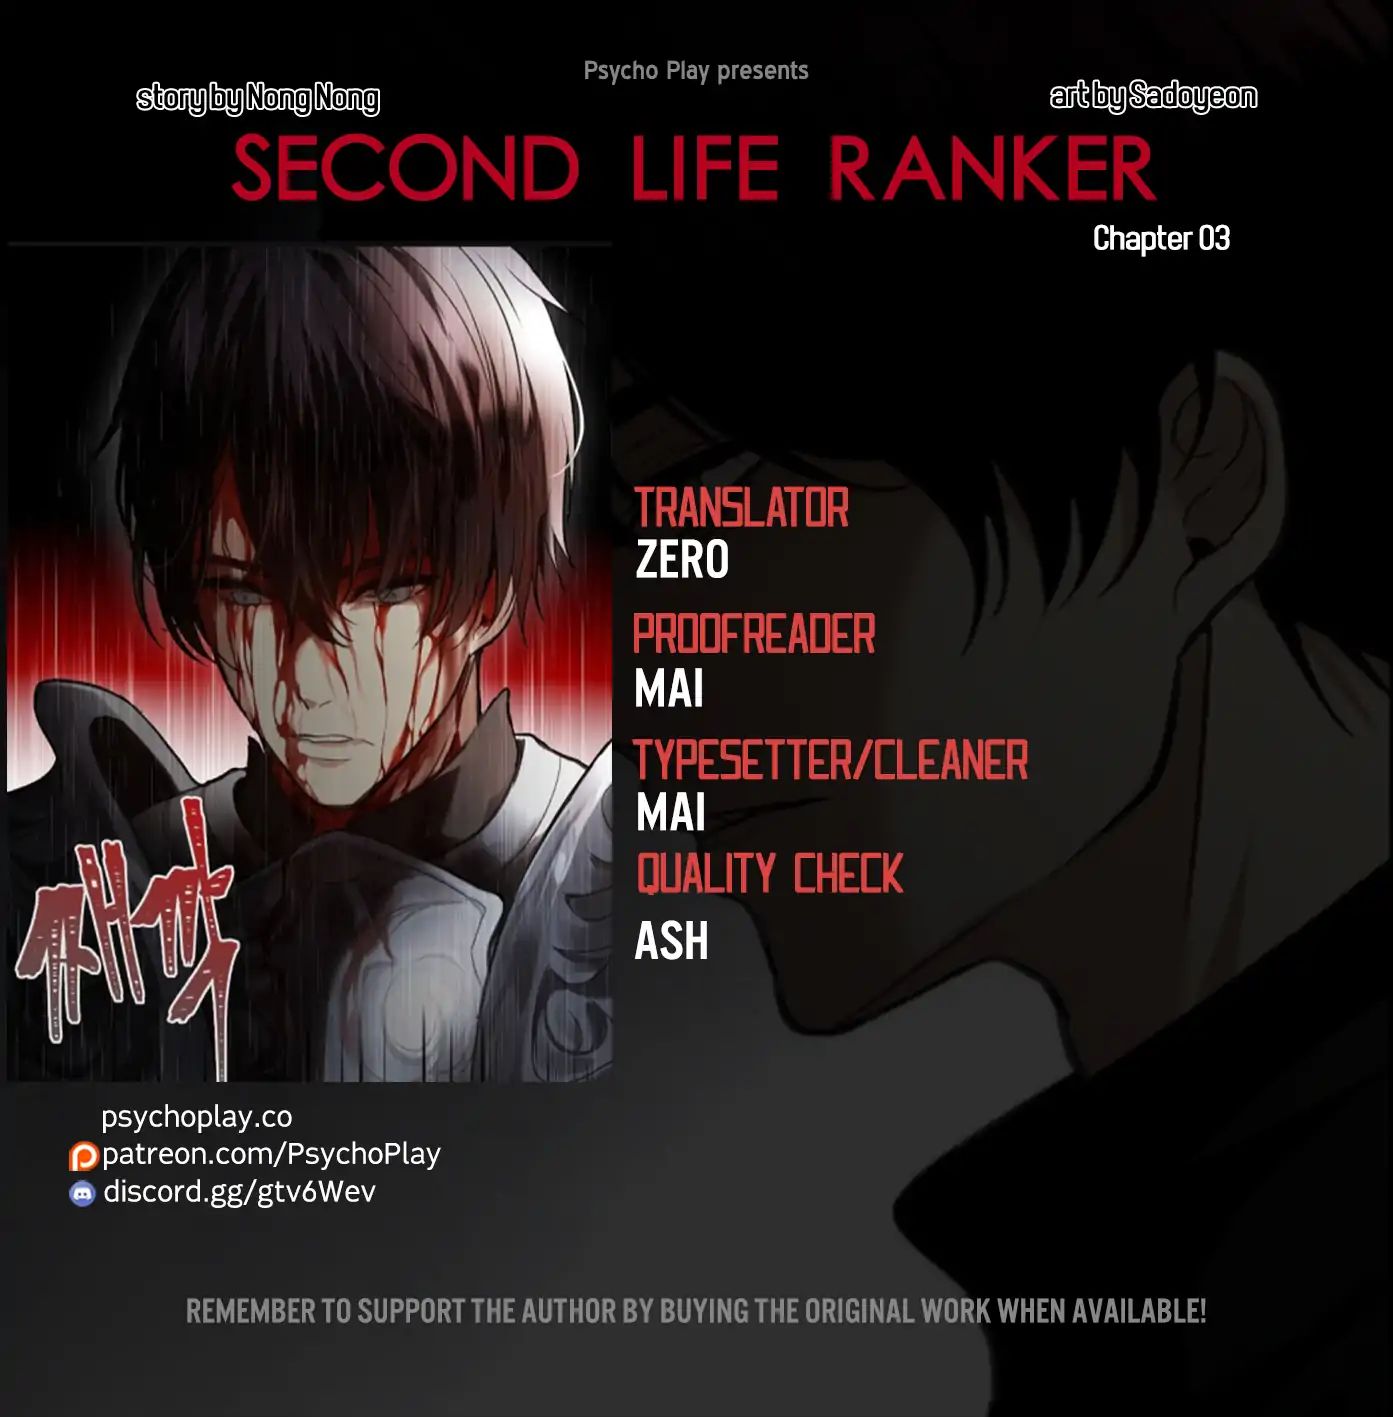 Psycho Play presents
story by Nong Nong
art by Sadoyeon
SECOND LIFE RANKER
Chapter 03
TRANSLATOR
ZERO
PROOFREADER
MAI
TYPESETTER/CLEANER
MAI
QUALITY CHECK
ASH
psychoplay.co
patreon.com/PsychoPlay
discord.gg/gtv6Wev
REMEMBER TO SUPPORT THE AUTHOR BY BUYING THE ORIGINAL WORK WHEN AVAILABLE!